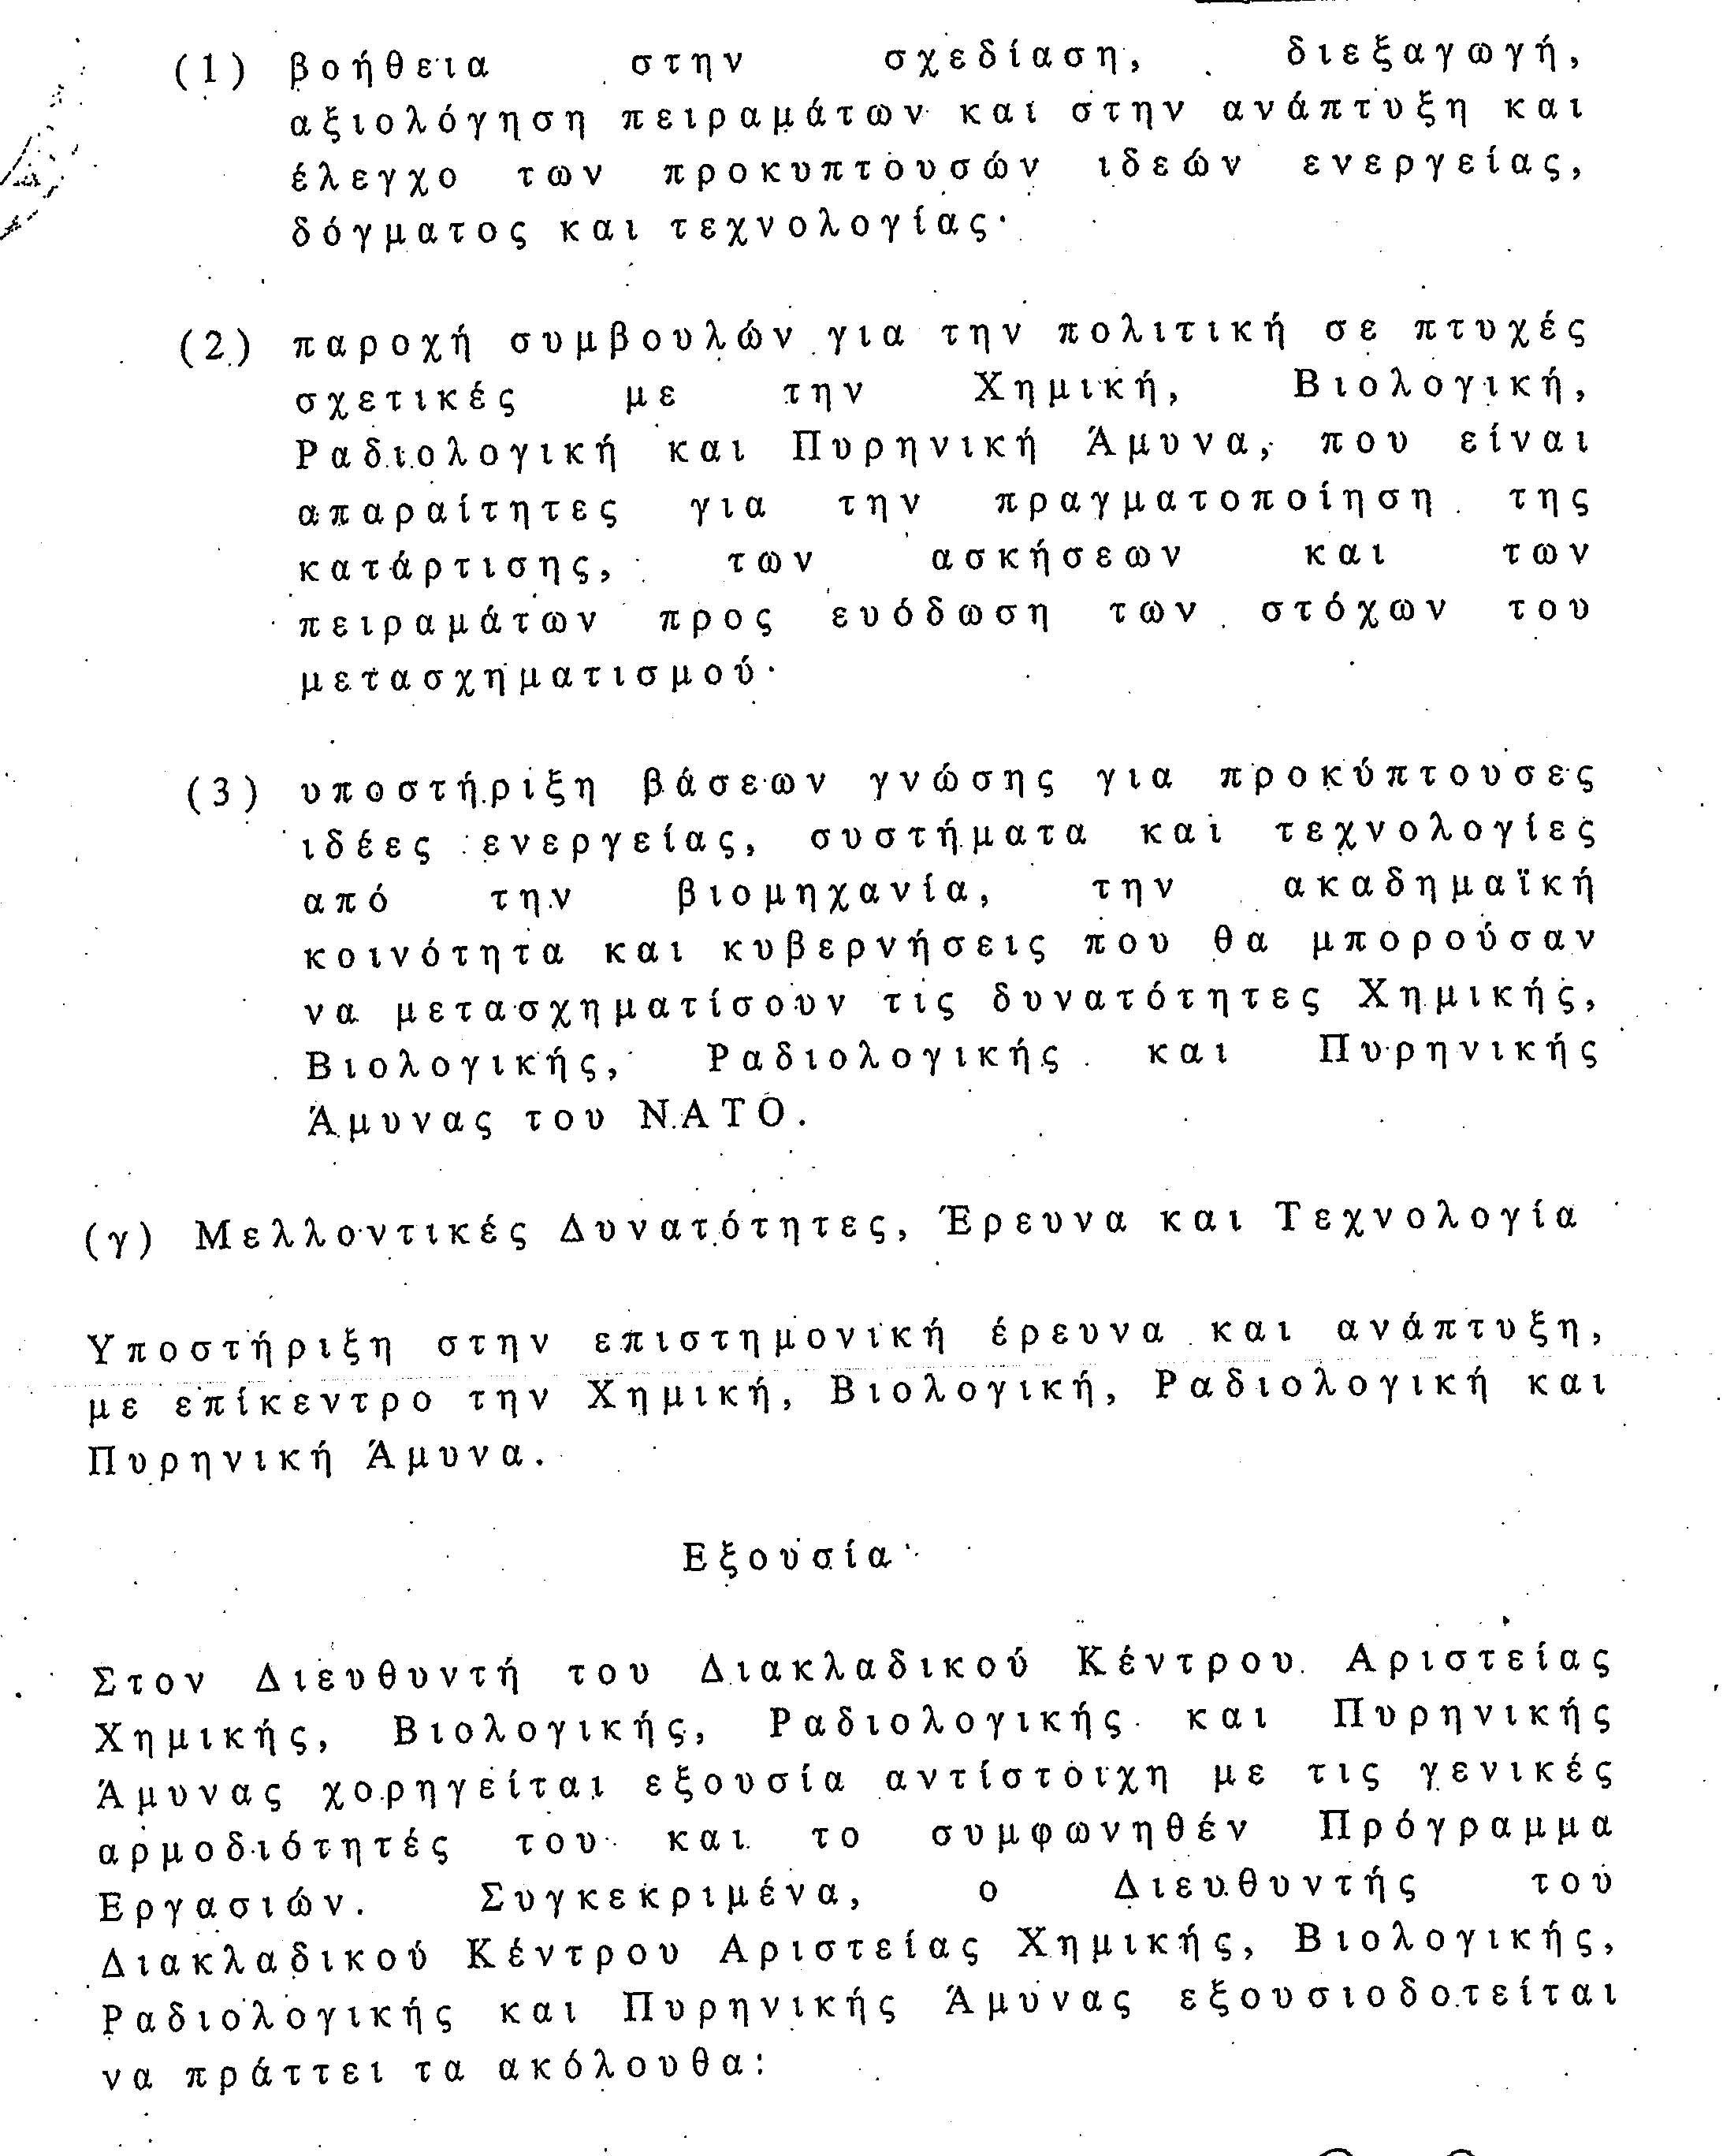 (1) βοήθεια στην σχεδίαση, διεξαγωγή,
αξιολόγηση πειραμάτων και στην ανάπτυξη και
έλεγχο των προκυπτουσών ιδεών ενεργείας,
δόγματος και τεχνολογίας·
(2) παροχή συμβουλών για την πολιτική σε πτυχές
σχετικές με την Χημική, Βιολογική,
Ραδιολογική και Πυρηνική Άμυνα, που είναι
απαραίτητες για την πραγματοποίηση της
κατάρτισης, των ασκήσεων και των
πειραμάτων προς ευόδωση των στόχων του
μετασχηματισμού·
(3) υποστήριξη βάσεων γνώσης για προκύπτουσες
ιδέες ενεργείας, συστήματα και τεχνολογίες
από την βιομηχανία, την ακαδημαϊκή
κοινότητα και κυβερνήσεις που θα μπορούσαν
να μετασχηματίσουν τις δυνατότητες Χημικής,
Βιολογικής, Ραδιολογικής και Πυρηνικής
Άμυνας του ΝΑΤΟ.
(γ) Μελλοντικές Δυνατότητες, Έρευνα και Τεχνολογία
Υποστήριξη στην επιστημονική έρευνα και ανάπτυξη,
με επίκεντρο την Χημική, Βιολογική, Ραδιολογική και
Πυρηνική Άμυνα.
Εξουσία
Στον Διευθυντή του Διακλαδικού Κέντρου Αριστείας
Χημικής, Βιολογικής, Ραδιολογικής και Πυρηνικής
Άμυνας χορηγείται εξουσία αντίστοιχη με τις γενικές
αρμοδιότητές του και το συμφωνηθέν Πρόγραμμα
Εργασιών. Συγκεκριμένα, ο Διευθυντής του
Διακλαδικού Κέντρου Αριστείας Χημικής, Βιολογικής,
Ραδιολογικής και Πυρηνικής Άμυνας εξουσιοδοτείται
να πράττει τα ακόλουθα: